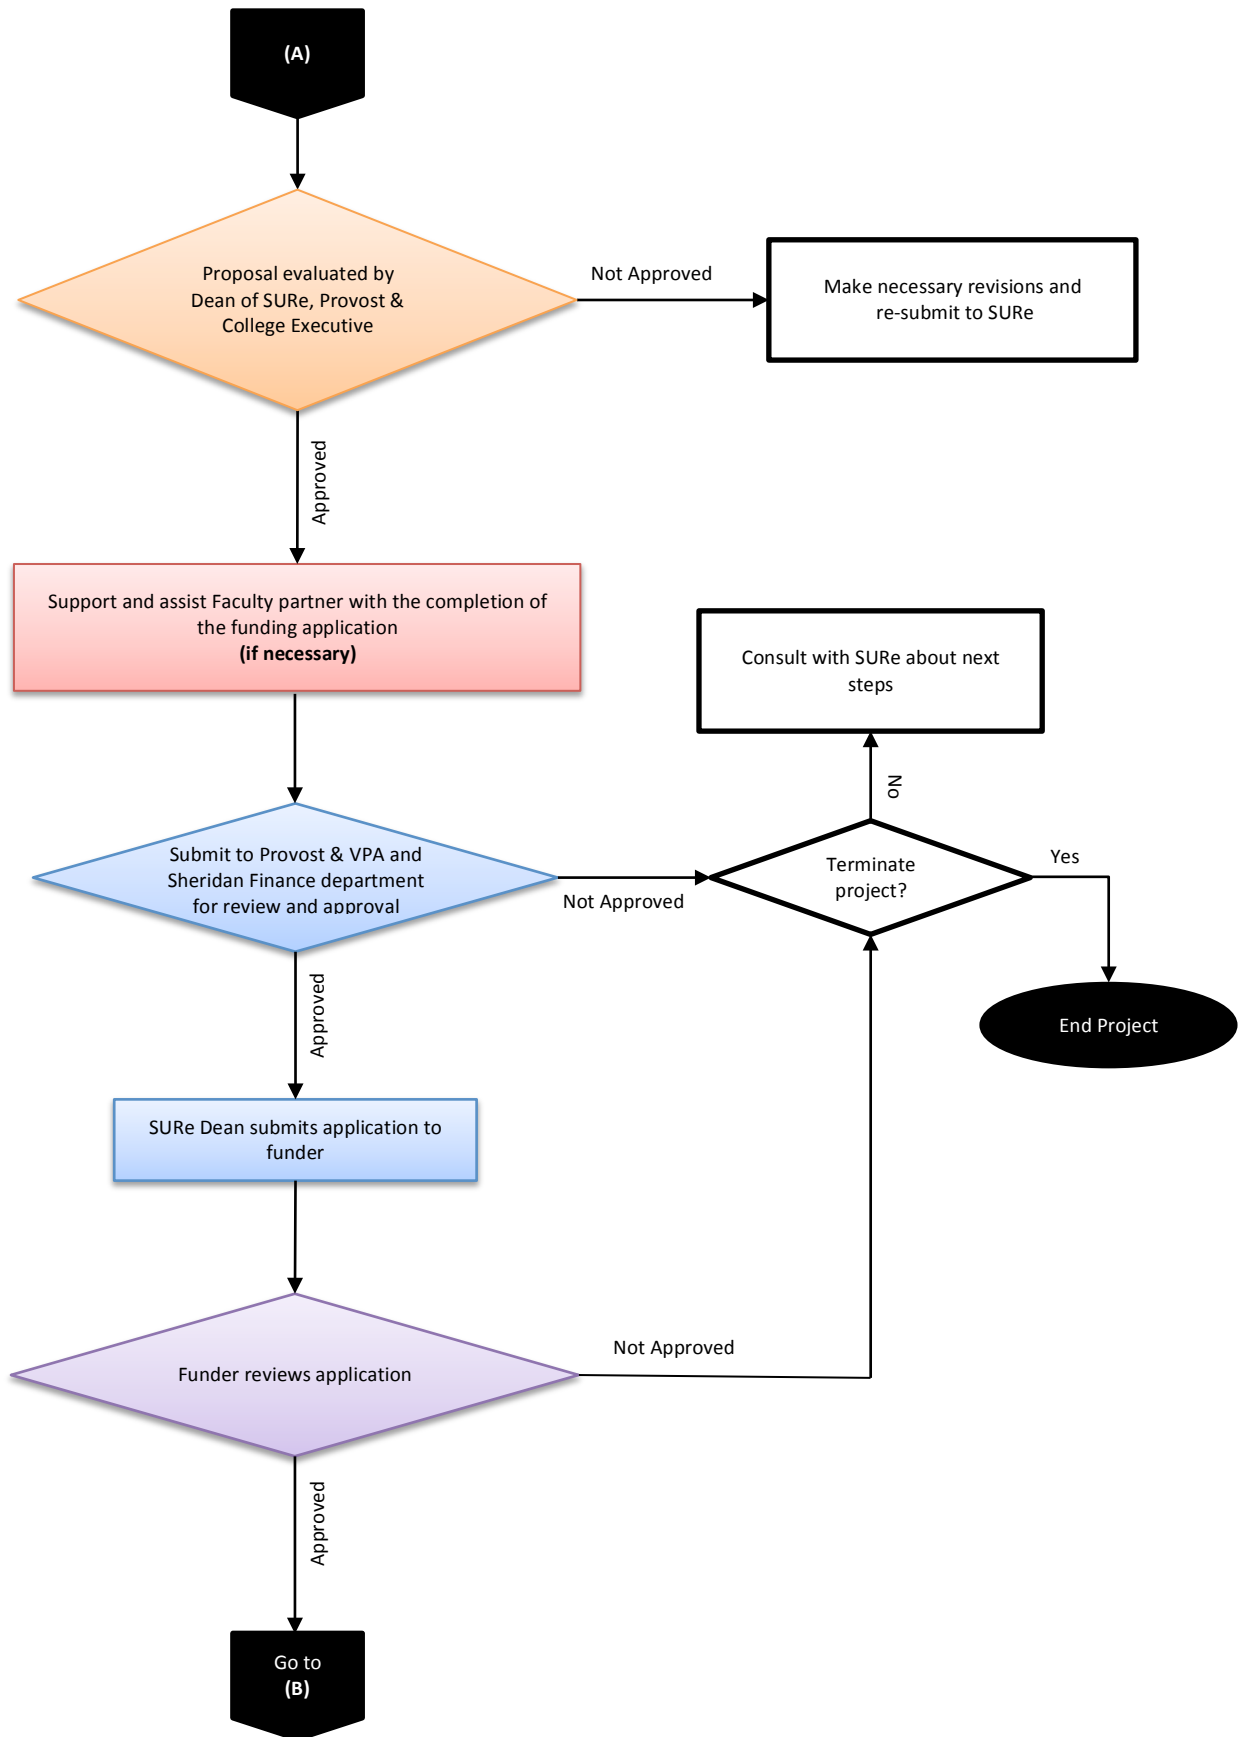 (A)
Proposal evaluated by
Dean of SURe, Provost &
College Executive
Not Approved
Make necessary revisions and
re-submit to SURe
Approved
Support and assist Faculty partner with the completion of
the funding application
(if necessary)
Consult with SURe about next
steps
No
Submit to Provost & VPA and
Sheridan Finance department
for review and approval
Not Approved
Terminate
project?
Yes
End Project
Approved
SURe Dean submits application to
funder
Funder reviews application
Not Approved
Approved
Go to
(B)